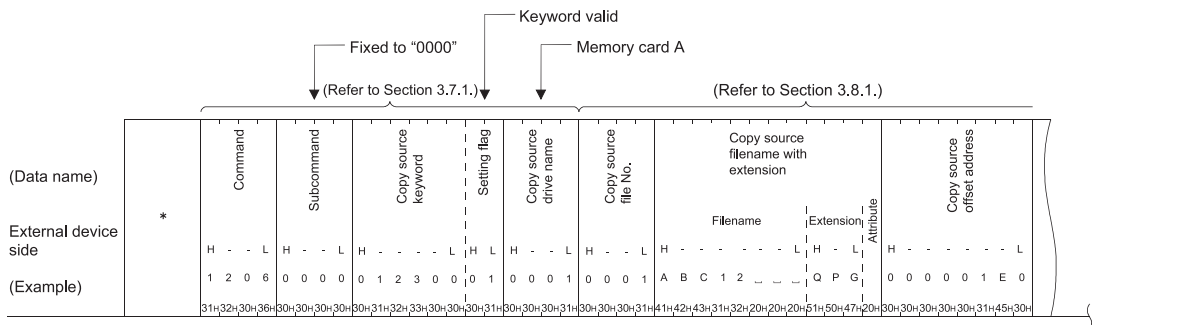 Keyword valid
Fixed to “0000”
Memory card A
(Refer to Section 3.7.1.)
(Refer to Section 3.8.1.)
(Data name)
*
Command
Subcommand
Copy source keyword
Setting flag
Copy source drive name
Copy source file No.
Copy source filename with extension
Filename
Extension
Attribute
Copy source offset address
External device side
H - - L H - - L H - - - - L H L H - - L H - - L H - - - - - - L H - L H - - - - - - L
(Example)
1 2 0 6 0 0 0 0 0 1 2 3 0 0 0 1 0 0 0 1 0 0 0 1 A B C 1 2 ␣ ␣ ␣ Q P G 0 0 0 0 0 1 E 0
31H 32H 30H 36H 30H 30H 30H 30H 30H 31H 32H 33H 30H 30H 30H 31H 30H 30H 30H 31H 30H 30H 30H 31H 41H 42H 43H 31H 32H 20H 20H 20H 51H 50H 47H 20H 30H 30H 30H 30H 30H 31H 45H 30H